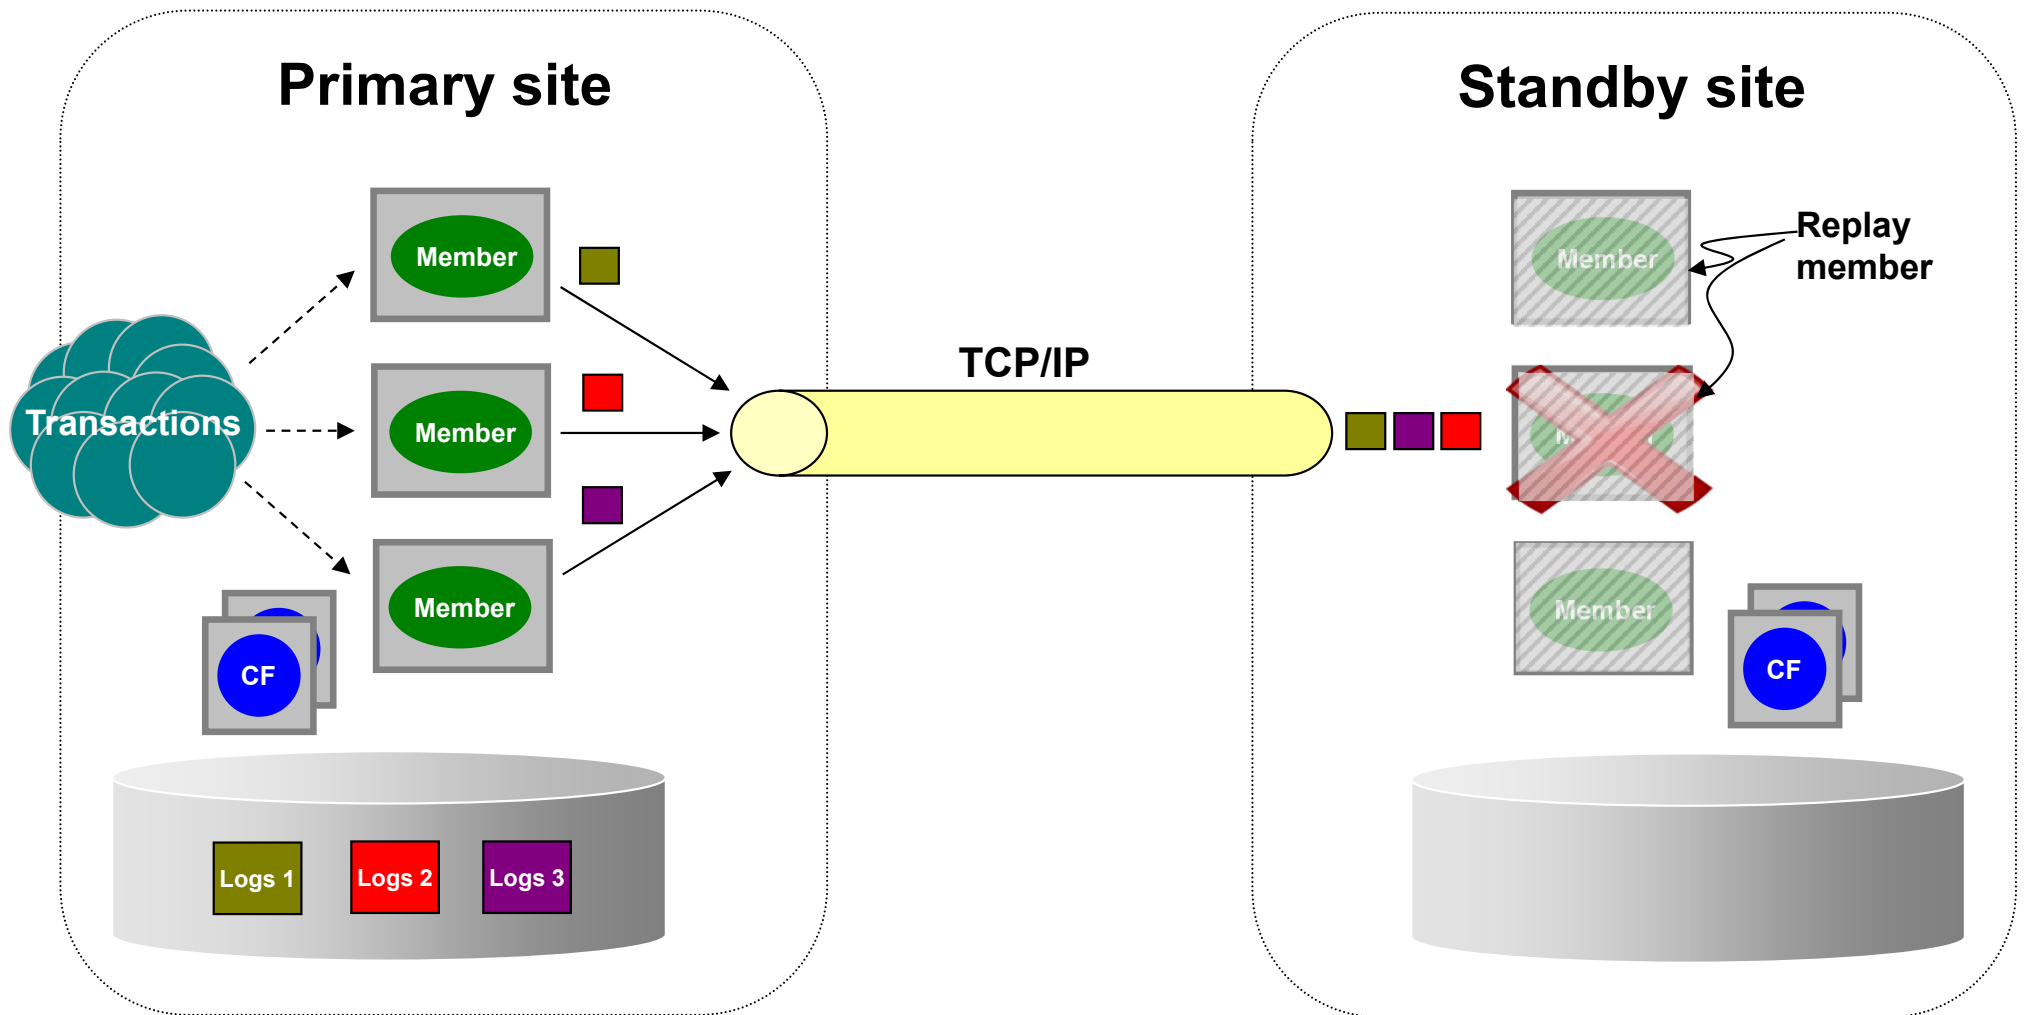 Primary site
Standby site
Member
Member
Replay
member
TCP/IP
Transactions
Member
Member
Member
CF
CF
Logs 1
Logs 2
Logs 3